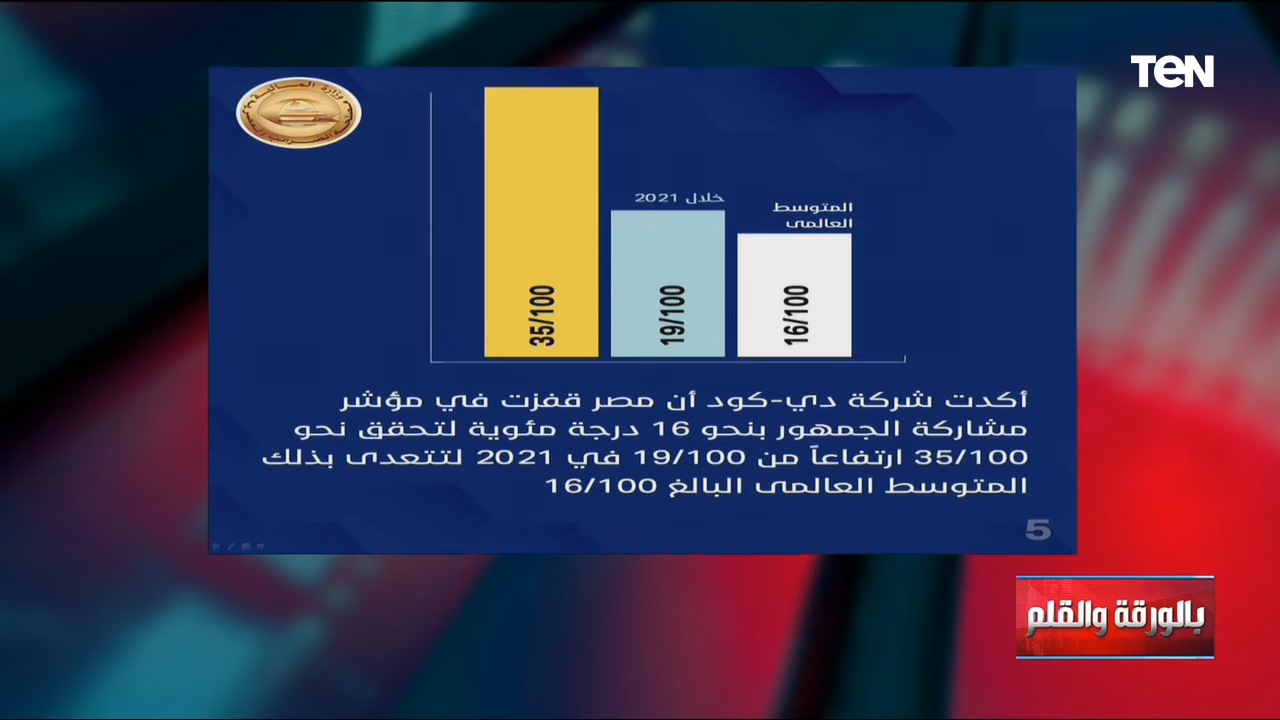 TEN
وزارة المالية
خلال 2021
المتوسط
العالمى
35/100
19/100
16/100
أكدت شركة دي-كود أن مصر قفزت في مؤشر
مشاركة الجمهور بنحو 16 درجة مئوية لتحقق نحو
35/100 ارتفاعاً من 19/100 في 2021 لتتعدى بذلك
المتوسط العالمى البالغ 16/100
5
بالورقة والقلم